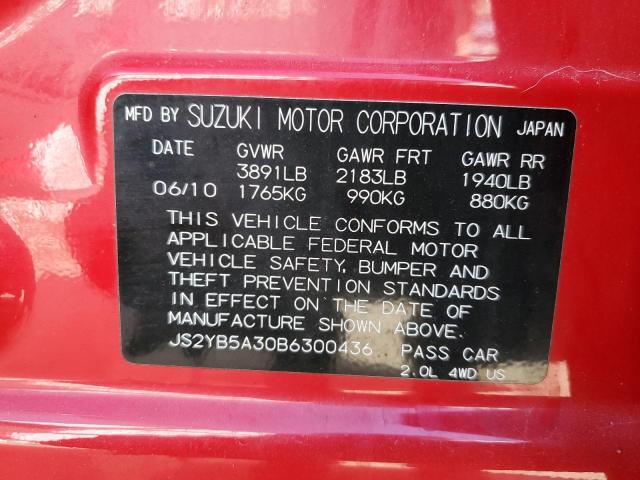 MFD BY SUZUKI MOTOR CORPORATION JAPAN
DATE GVWR GAWR FRT GAWR RR
3891LB 2183LB 1940LB
06/10 1765KG 990KG 880KG
THIS VEHICLE CONFORMS TO ALL
APPLICABLE FEDERAL MOTOR
VEHICLE SAFETY, BUMPER AND
THEFT PREVENTION STANDARDS
IN EFFECT ON THE DATE OF
MANUFACTURE SHOWN ABOVE.
JS2YB5A30B6300436 PASS CAR
2.0L 4WD US